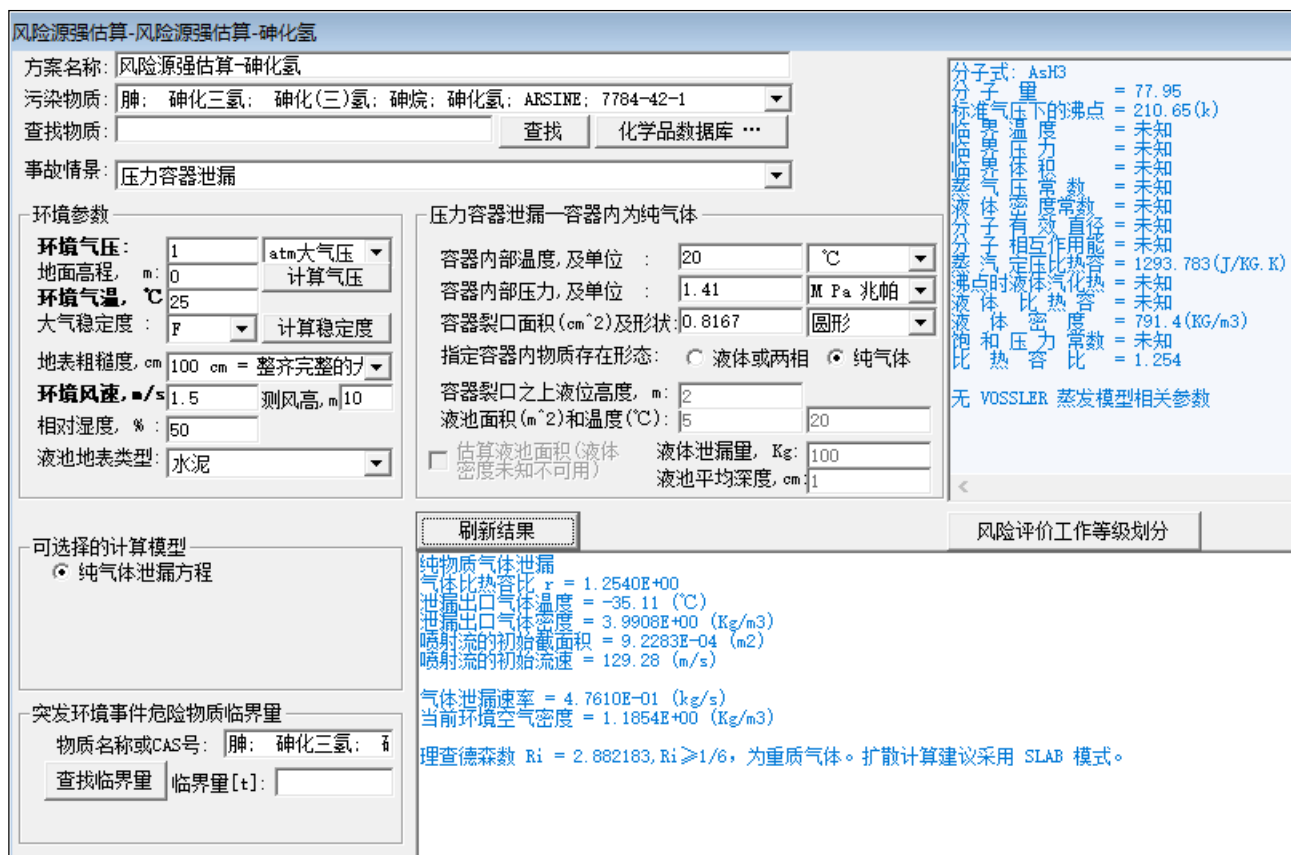 风险源强估算-风险源强估算-砷化氢
方案名称: 风险源强估算-砷化氢
污染物质: 胂; 砷化三氢; 砷化(三)氢; 砷烷; 砷化氢; ARSINE; 7784-42-1
查找物质: 查找 化学品数据库 …
事故情景: 压力容器泄漏
环境参数
环境气压: 1 atm大气压
地面高程, m: 0 计算气压
环境气温, ℃ 25
大气稳定度 : F 计算稳定度
地表粗糙度, cm 100 cm = 整齐完整的
环境风速, m/s 1.5 测风高, m 10
相对湿度, % : 50
液池地表类型: 水泥
压力容器泄漏—容器内为纯气体
容器内部温度,及单位 : 20 ℃
容器内部压力,及单位 : 1.41 M Pa 兆帕
容器裂口面积(cm^2)及形状: 0.8167 圆形
指定容器内物质存在形态: 液体或两相 纯气体
容器裂口之上液位高度, m: 2
液池面积(m^2)和温度(℃): 5 20
估算液池面积(液体密度未知不可用)
液体泄漏量, Kg: 100
液池平均深度, cm: 1
分子式: AsH3
分 子 量 = 77.95
标准气压下的沸点 = 210.65(k)
临 界 温 度 = 未知
临 界 压 力 = 未知
临 界 体 积 = 未知
蒸 气 压 常 数 = 未知
液 体 密 度常数 = 未知
分 子 有 效 直径 = 未知
分 子 相互作用能 = 未知
蒸 汽 定压比热容 = 1293.783(J/KG.K)
沸点时液体汽化热 = 未知
液 体 比 热 容 = 未知
液 体 密 度 = 791.4(KG/m3)
饱 和 压 力 常数 = 未知
比 热 容 比 = 1.254
无 VOSSLER 蒸发模型相关参数
刷新结果 风险评价工作等级划分
可选择的计算模型
纯气体泄漏方程
突发环境事件危险物质临界量
物质名称或CAS号: 胂; 砷化三氢;
查找临界量 临界量[t]:
纯物质气体泄漏
气体比热容比 r = 1.2540E+00
泄漏出口气体温度 = -35.11 (℃)
泄漏出口气体密度 = 3.9908E+00 (Kg/m3)
喷射流的初始截面积 = 9.2283E-04 (m2)
喷射流的初始流速 = 129.28 (m/s)
气体泄漏速率 = 4.7610E-01 (kg/s)
当前环境空气密度 = 1.1854E+00 (Kg/m3)
理查德森数 Ri = 2.882183,Ri≥1/6, 为重质气体。扩散计算建议采用 SLAB 模式。